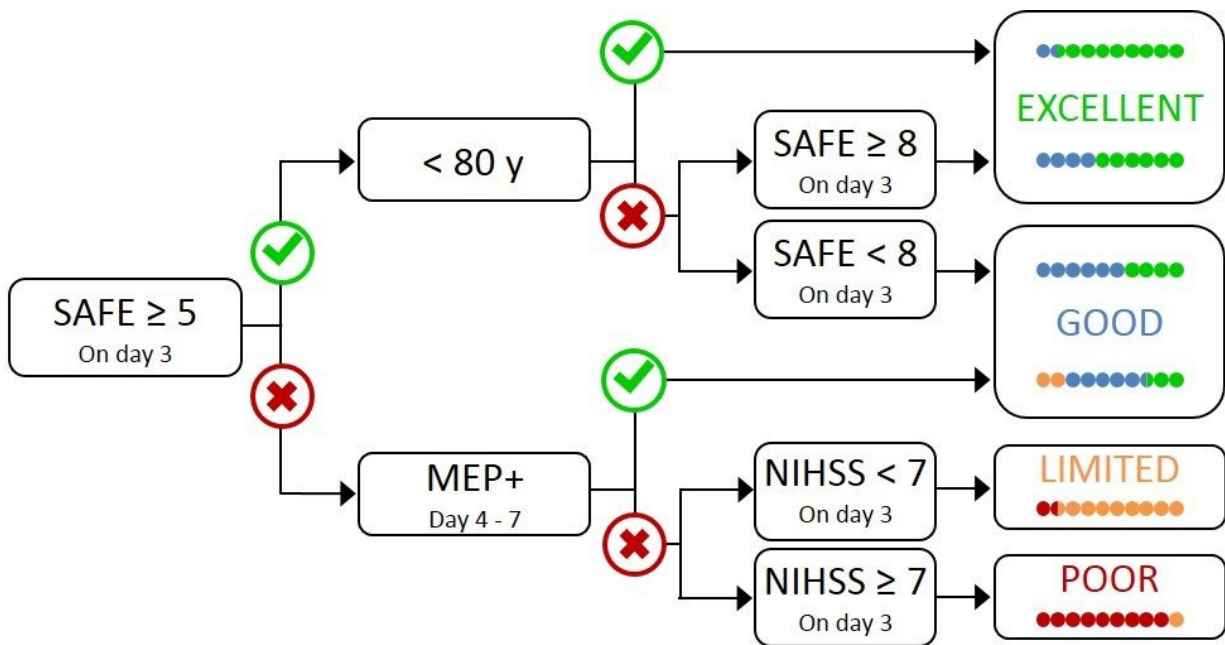 EXCELLENT
< 80 y
SAFE ≥ 8
On day 3
SAFE < 8
On day 3
SAFE ≥ 5
On day 3
GOOD
MEP+
Day 4 - 7
NIHSS < 7
On day 3
LIMITED
NIHSS ≥ 7
On day 3
POOR